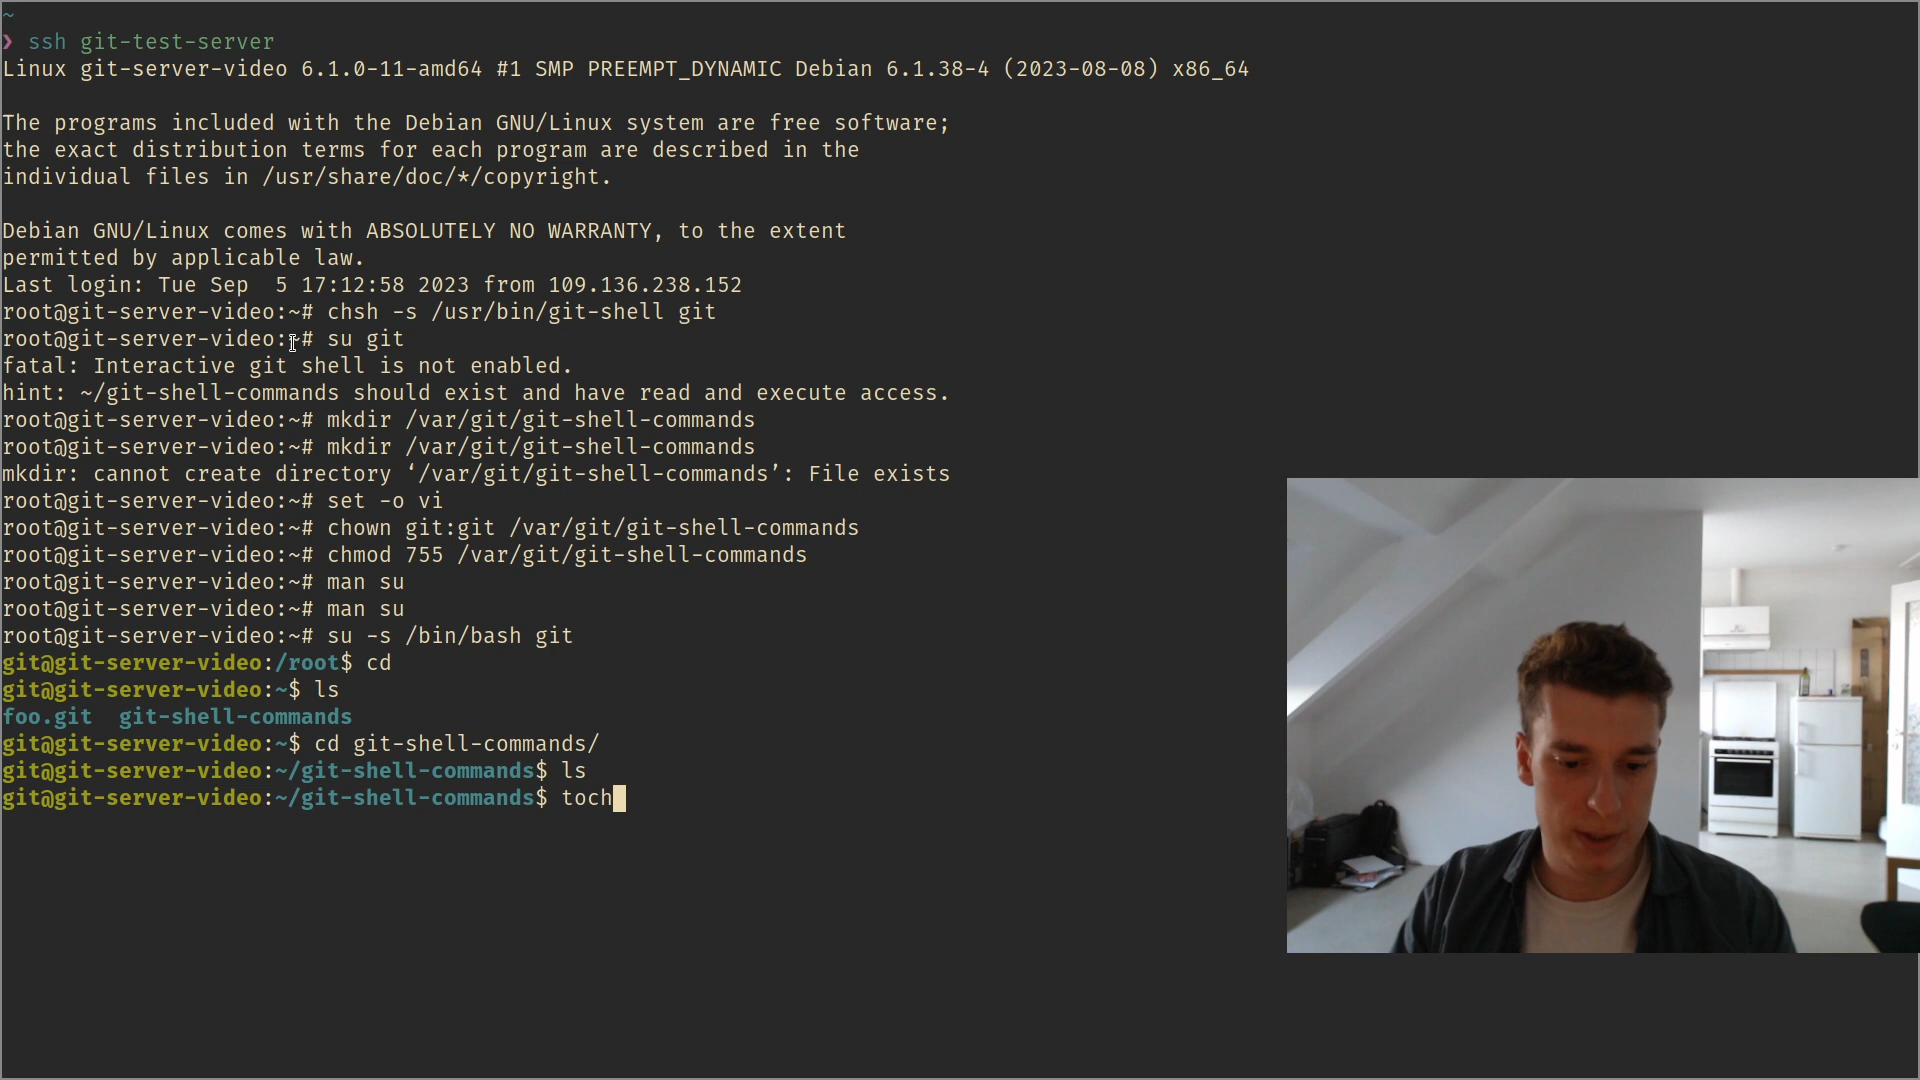 ~
❯ ssh git-test-server
Linux git-server-video 6.1.0-11-amd64 #1 SMP PREEMPT_DYNAMIC Debian 6.1.38-4 (2023-08-08) x86_64
The programs included with the Debian GNU/Linux system are free software;
the exact distribution terms for each program are described in the
individual files in /usr/share/doc/*/copyright.
Debian GNU/Linux comes with ABSOLUTELY NO WARRANTY, to the extent
permitted by applicable law.
Last login: Tue Sep  5 17:12:58 2023 from 109.136.238.152
root@git-server-video:~# chsh -s /usr/bin/git-shell git
root@git-server-video:~# su git
fatal: Interactive git shell is not enabled.
hint: ~/git-shell-commands should exist and have read and execute access.
root@git-server-video:~# mkdir /var/git/git-shell-commands
root@git-server-video:~# mkdir /var/git/git-shell-commands
mkdir: cannot create directory ‘/var/git/git-shell-commands’: File exists
root@git-server-video:~# set -o vi
root@git-server-video:~# chown git:git /var/git/git-shell-commands
root@git-server-video:~# chmod 755 /var/git/git-shell-commands
root@git-server-video:~# man su
root@git-server-video:~# man su
root@git-server-video:~# su -s /bin/bash git
git@git-server-video:/root$ cd
git@git-server-video:~$ ls
foo.git  git-shell-commands
git@git-server-video:~$ cd git-shell-commands/
git@git-server-video:~/git-shell-commands$ ls
git@git-server-video:~/git-shell-commands$ toch